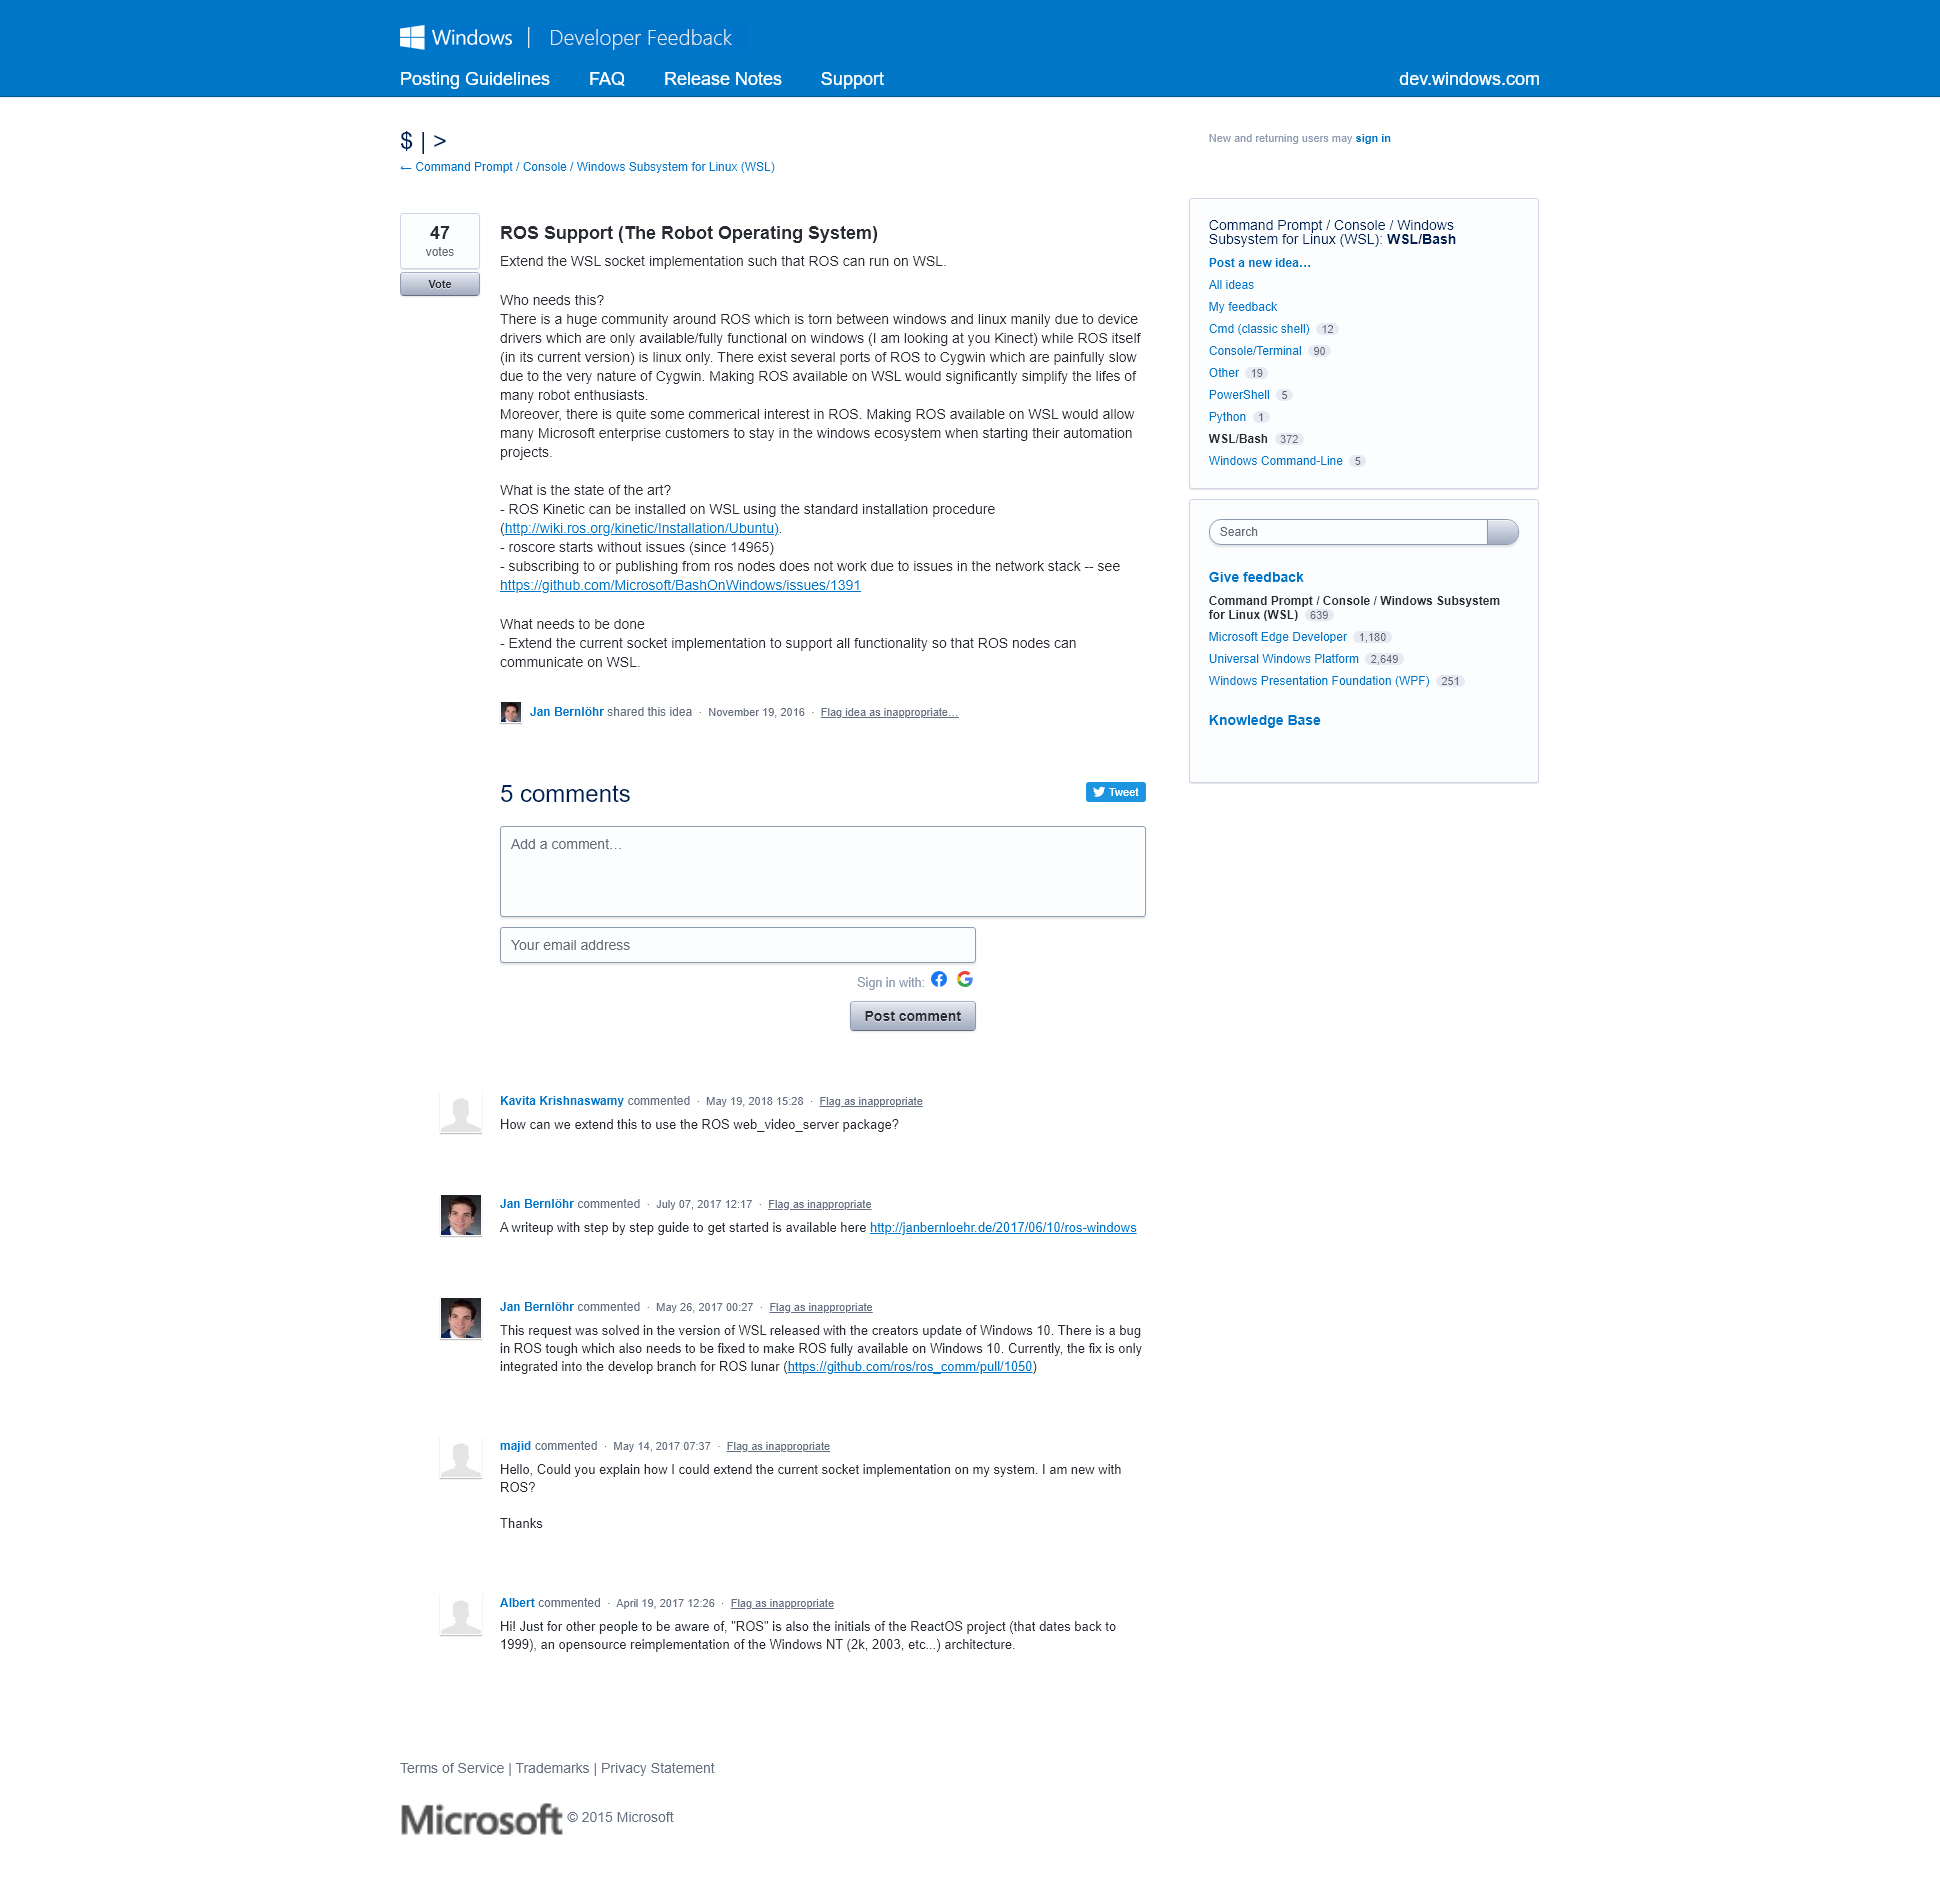 Windows | Developer Feedback
Posting Guidelines FAQ Release Notes Support dev.windows.com
$ | >
← Command Prompt / Console / Windows Subsystem for Linux (WSL)
New and returning users may sign in
47
votes
Vote
ROS Support (The Robot Operating System)
Extend the WSL socket implementation such that ROS can run on WSL.
Who needs this?
There is a huge community around ROS which is torn between windows and linux manily due to device
drivers which are only available/fully functional on windows (I am looking at you Kinect) while ROS itself
(in its current version) is linux only. There exist several ports of ROS to Cygwin which are painfully slow
due to the very nature of Cygwin. Making ROS available on WSL would significantly simplify the lifes of
many robot enthusiasts.
Moreover, there is quite some commerical interest in ROS. Making ROS available on WSL would allow
many Microsoft enterprise customers to stay in the windows ecosystem when starting their automation
projects.
What is the state of the art?
- ROS Kinetic can be installed on WSL using the standard installation procedure
(http://wiki.ros.org/kinetic/Installation/Ubuntu).
- roscore starts without issues (since 14965)
- subscribing to or publishing from ros nodes does not work due to issues in the network stack -- see
https://github.com/Microsoft/BashOnWindows/issues/1391
What needs to be done
- Extend the current socket implementation to support all functionality so that ROS nodes can
communicate on WSL.
Jan Bernlöhr shared this idea · November 19, 2016 · Flag idea as inappropriate…
5 comments
Tweet
Add a comment…
Your email address
Sign in with:
Post comment
Kavita Krishnaswamy commented · May 19, 2018 15:28 · Flag as inappropriate
How can we extend this to use the ROS web_video_server package?
Jan Bernlöhr commented · July 07, 2017 12:17 · Flag as inappropriate
A writeup with step by step guide to get started is available here http://janbernloehr.de/2017/06/10/ros-windows
Jan Bernlöhr commented · May 26, 2017 00:27 · Flag as inappropriate
This request was solved in the version of WSL released with the creators update of Windows 10. There is a bug
in ROS tough which also needs to be fixed to make ROS fully available on Windows 10. Currently, the fix is only
integrated into the develop branch for ROS lunar (https://github.com/ros/ros_comm/pull/1050)
majid commented · May 14, 2017 07:37 · Flag as inappropriate
Hello, Could you explain how I could extend the current socket implementation on my system. I am new with
ROS?
Thanks
Albert commented · April 19, 2017 12:26 · Flag as inappropriate
Hi! Just for other people to be aware of, "ROS" is also the initials of the ReactOS project (that dates back to
1999), an opensource reimplementation of the Windows NT (2k, 2003, etc...) architecture.
Command Prompt / Console / Windows
Subsystem for Linux (WSL): WSL/Bash
Post a new idea…
All ideas
My feedback
Cmd (classic shell) 12
Console/Terminal 90
Other 19
PowerShell 5
Python 1
WSL/Bash 372
Windows Command-Line 5
Search
Give feedback
Command Prompt / Console / Windows Subsystem
for Linux (WSL) 639
Microsoft Edge Developer 1,180
Universal Windows Platform 2,649
Windows Presentation Foundation (WPF) 251
Knowledge Base
Terms of Service | Trademarks | Privacy Statement
Microsoft © 2015 Microsoft